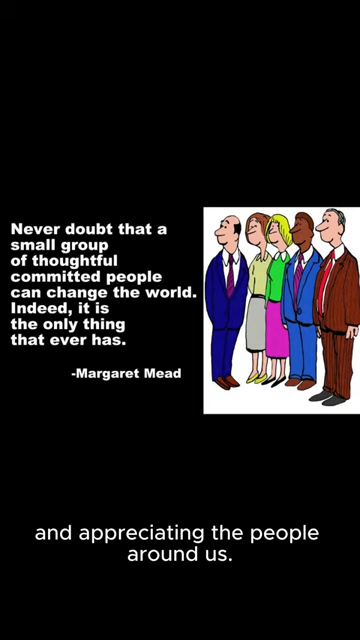 Never doubt that a
small group
of thoughtful
committed people
can change the world.
Indeed, it is
the only thing
that ever has.
-Margaret Mead
and appreciating the people
around us.